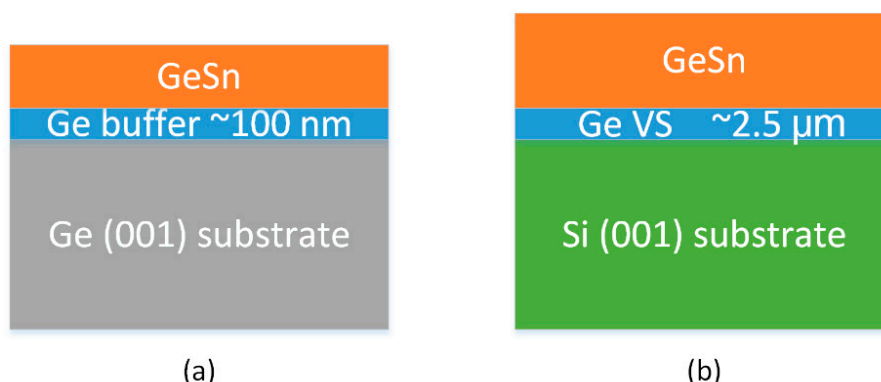 GeSn
Ge buffer ~100 nm
Ge (001) substrate
(a)
GeSn
Ge VS ~2.5 μm
Si (001) substrate
(b)